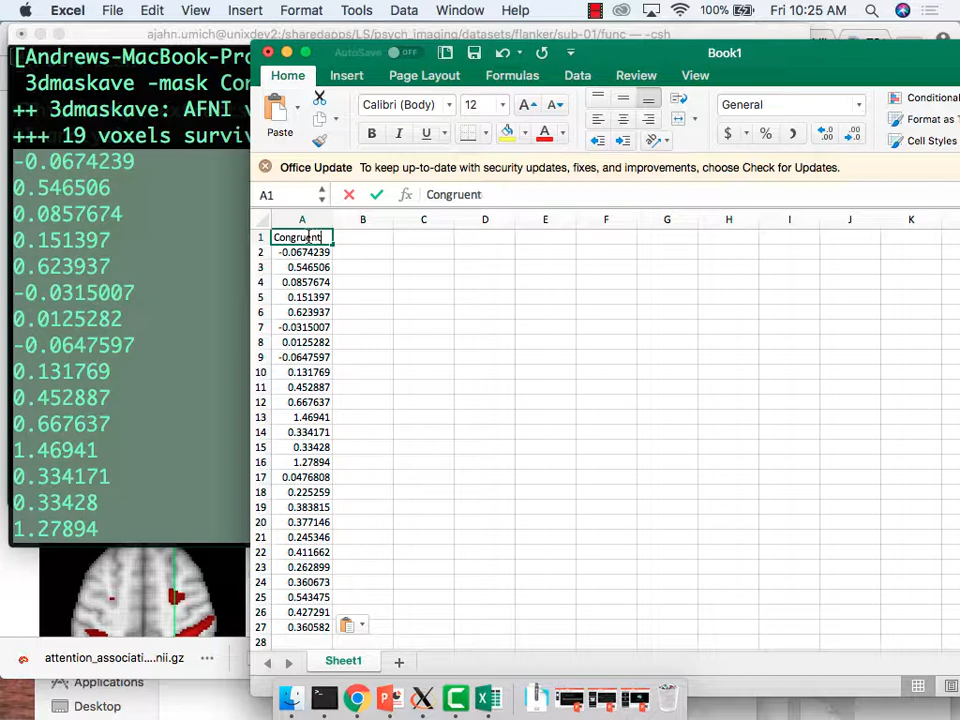 Excel File Edit View Insert Format Tools Data Window Help 100% Fri 10:25 AM
ajahn.umich@unixdev2:/sharedapps/LS/psych_imaging/datasets/flanker/sub-01/func — -csh
[Andrews-MacBook-Pro
3dmaskave -mask Con
++ 3dmaskave: AFNI v
+++ 19 voxels surviv
-0.0674239
0.546506
0.0857674
0.151397
0.623937
-0.0315007
0.0125282
-0.0647597
0.131769
0.452887
0.667637
1.46941
0.334171
0.33428
1.27894
AutoSave OFF Book1
Home Insert Page Layout Formulas Data Review View
Paste Calibri (Body) 12 A A General Conditional
B I U A $ % Format as T
Cell Styles
Office Update To keep up-to-date with security updates, fixes, and improvements, choose Check for Updates.
A1 fx Congruent
A B C D E F G H I J K
1 Congruent
2 -0.0674239
3 0.546506
4 0.0857674
5 0.151397
6 0.623937
7 -0.0315007
8 0.0125282
9 -0.0647597
10 0.131769
11 0.452887
12 0.667637
13 1.46941
14 0.334171
15 0.33428
16 1.27894
17 0.0476808
18 0.225259
19 0.383815
20 0.377146
21 0.245346
22 0.411662
23 0.262899
24 0.360673
25 0.543475
26 0.427291
27 0.360582
28
Sheet1
attention_associati....nii.gz
Applications
Desktop